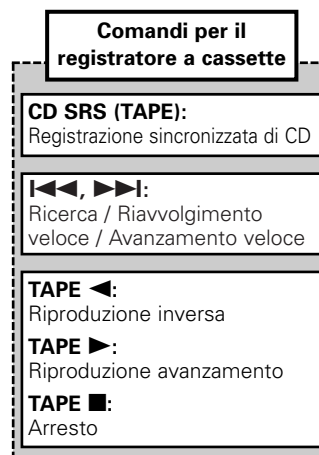 Comandi per il
registratore a cassette
CD SRS (TAPE):
Registrazione sincronizzata di CD
I◀◀, ▶▶I:
Ricerca / Riavvolgimento
veloce / Avanzamento veloce
TAPE ◀:
Riproduzione inversa
TAPE ▶:
Riproduzione avanzamento
TAPE ■:
Arresto